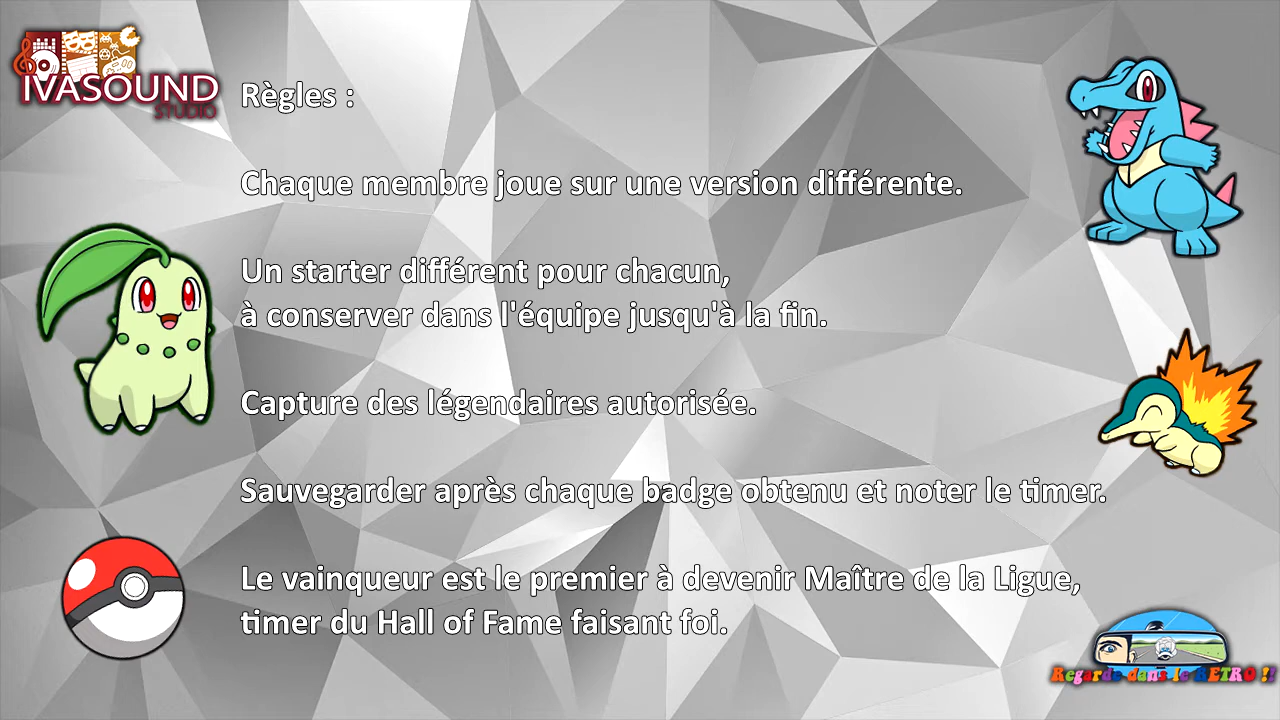 IVASOUND
STUDIO
Règles :
Chaque membre joue sur une version différente.
Un starter différent pour chacun,
à conserver dans l'équipe jusqu'à la fin.
Capture des légendaires autorisée.
Sauvegarder après chaque badge obtenu et noter le timer.
Le vainqueur est le premier à devenir Maître de la Ligue,
timer du Hall of Fame faisant foi.
Regarde dans le RETRO !!